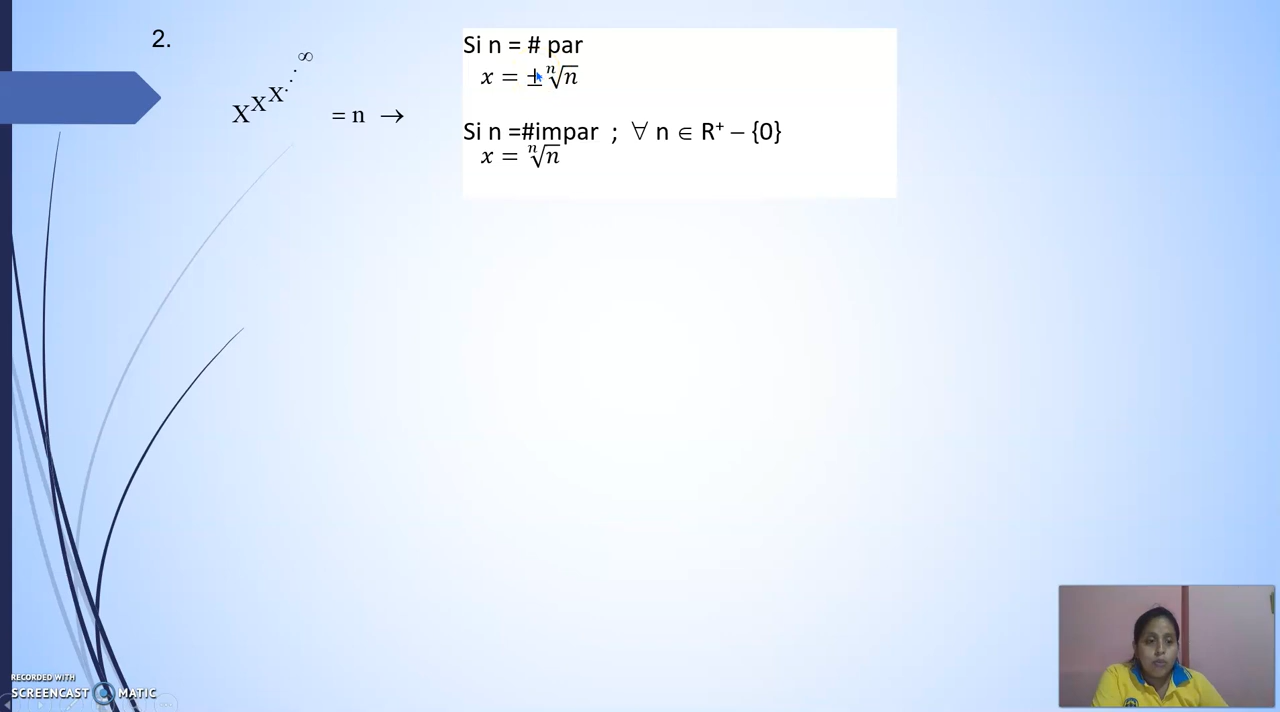 2.
X^X^X^⋰^∞ = n →
Si n = # par
x = ± ⁿ√n
Si n =#impar ; ∀ n ∈ R⁺ – {0}
x = ⁿ√n
RECORDED WITH
SCREENCAST MATIC